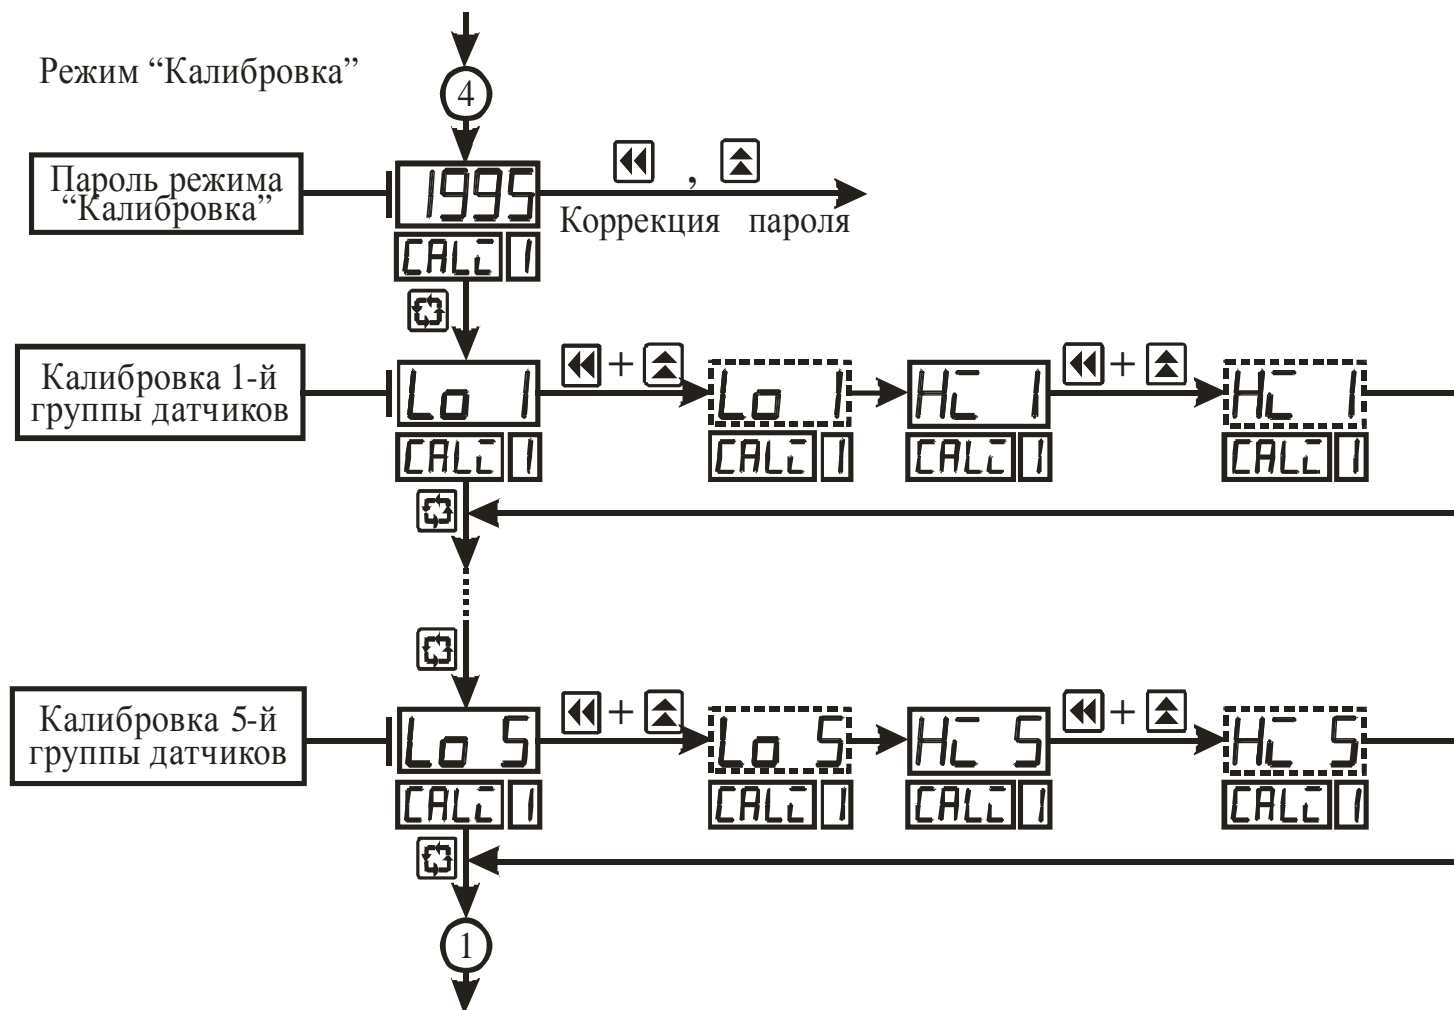 Режим “Калибровка”
4
Пароль режима
“Калибровка”
1995
,
Коррекция пароля
CALi 1
Калибровка 1-й
группы датчиков
Lo 1
+
Lo 1
Hi 1
+
Hi 1
CALi 1
CALi 1
CALi 1
CALi 1
Калибровка 5-й
группы датчиков
Lo 5
+
Lo 5
Hi 5
+
Hi 5
CALi 1
CALi 1
CALi 1
CALi 1
1